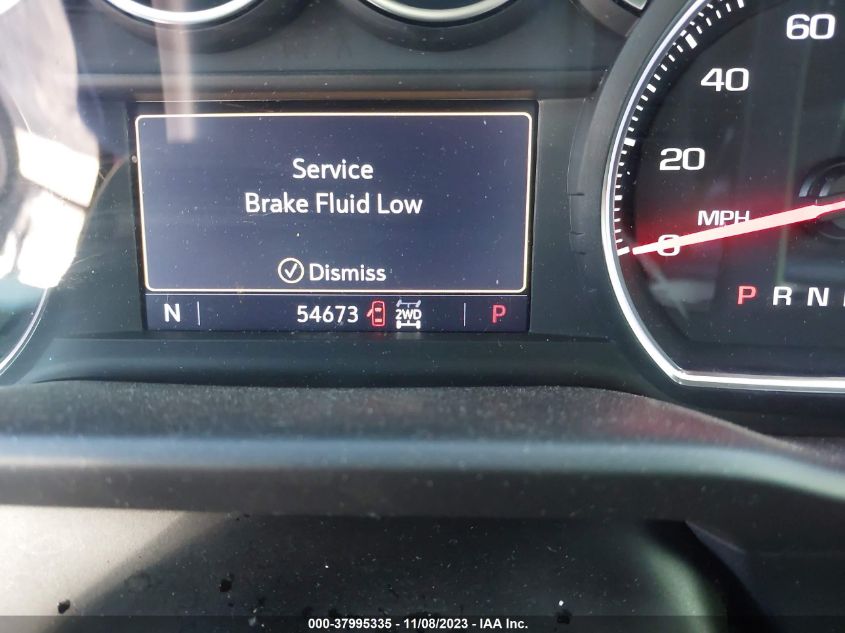 60
40
20
MPH
0
Service
Brake Fluid Low
Dismiss
N 54673 2WD P
P R N
000-37995335 - 11/08/2023 - IAA Inc.